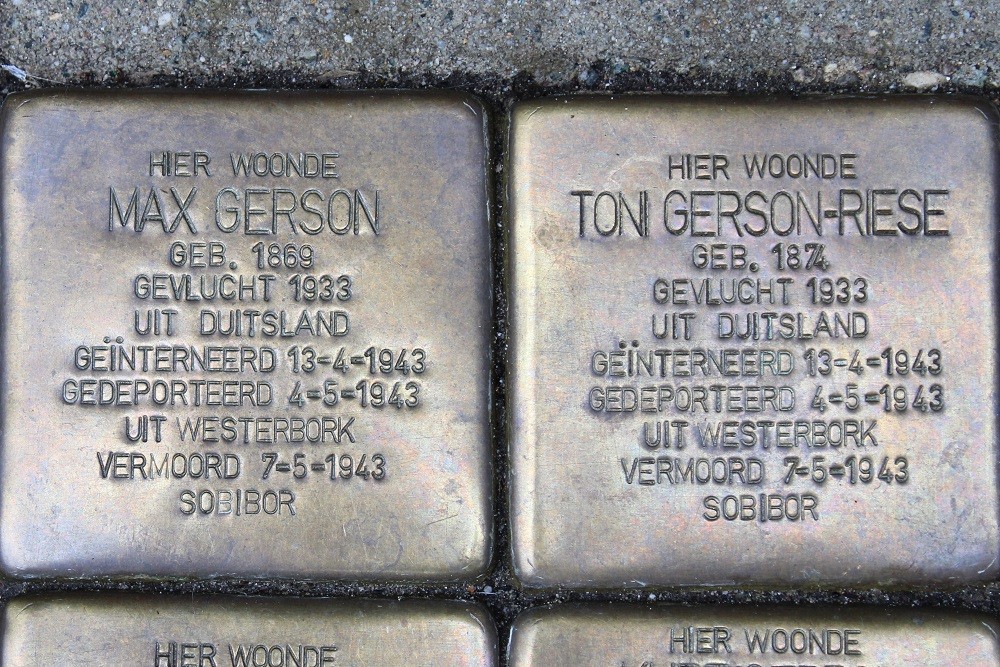 HIER WOONDE
MAX GERSON
GEB. 1869
GEVLUCHT 1933
UIT DUITSLAND
GEÏNTERNEERD 13-4-1943
GEDEPORTEERD 4-5-1943
UIT WESTERBORK
VERMOORD 7-5-1943
SOBIBOR
HIER WOONDE
TONI GERSON-RIESE
GEB. 1874
GEVLUCHT 1933
UIT DUITSLAND
GEÏNTERNEERD 13-4-1943
GEDEPORTEERD 4-5-1943
UIT WESTERBORK
VERMOORD 7-5-1943
SOBIBOR
HIER WOONDE
HIER WOONDE